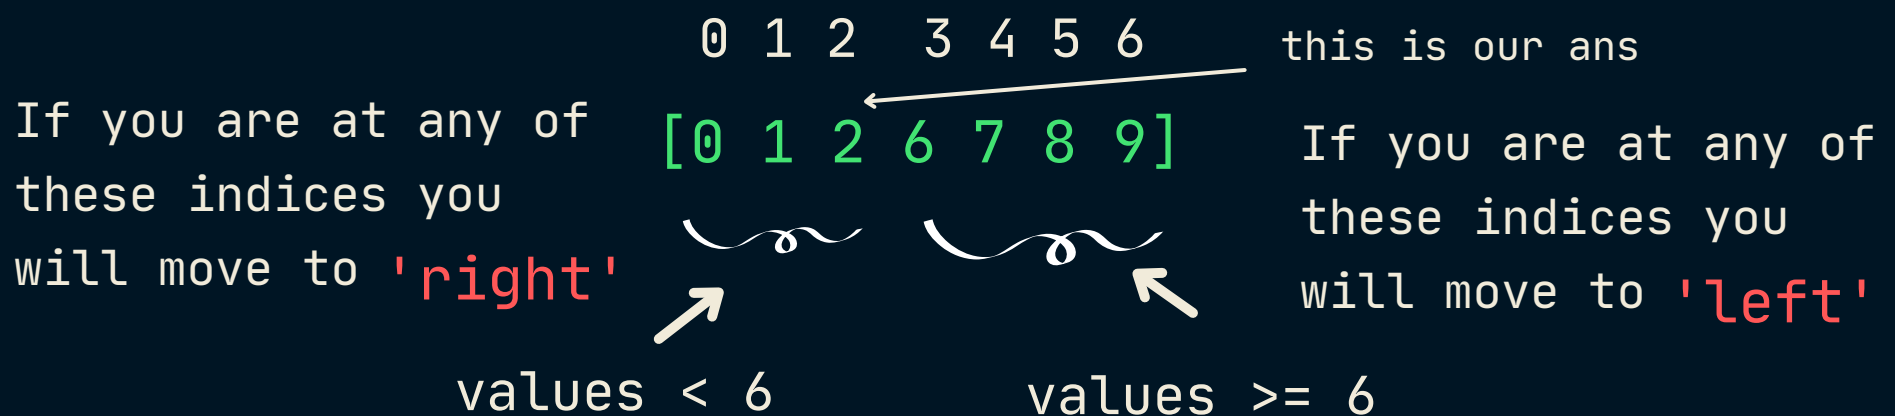 0 1 2 3 4 5 6
this is our ans
If you are at any of
these indices you
will move to 'right'
[0 1 2 6 7 8 9]
If you are at any of
these indices you
will move to 'left'
values < 6
values >= 6